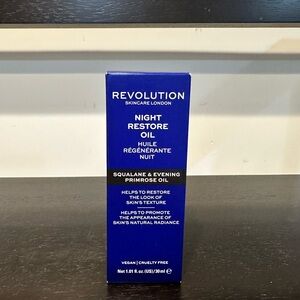 REVOLUTION
SKINCARE LONDON
NIGHT
RESTORE
OIL
HUILE
RÉGÉNÉRANTE
NUIT
SQUALANE & EVENING
PRIMROSE OIL
HELPS TO RESTORE
THE LOOK OF
SKIN'S TEXTURE
HELPS TO PROMOTE
THE APPEARANCE OF
SKIN'S NATURAL RADIANCE
VEGAN | CRUELTY FREE
Net 1.01 fl. oz. (US)/30ml ℮